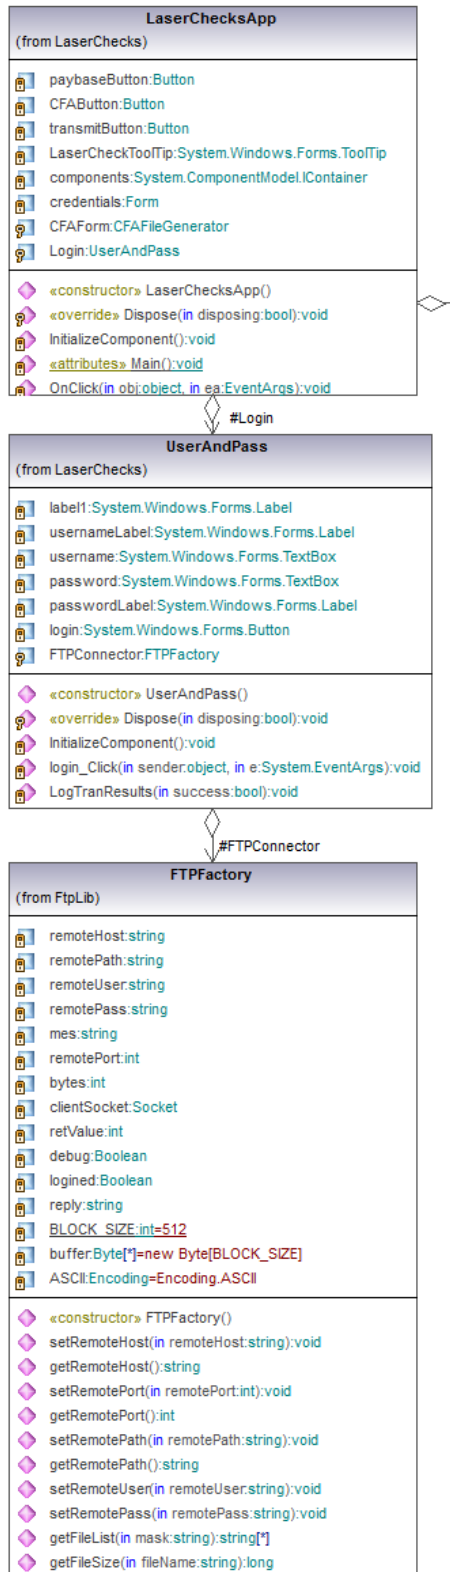 LaserChecksApp
(from LaserChecks)
paybaseButton:Button
CFAButton:Button
transmitButton:Button
LaserCheckToolTip:System.Windows.Forms.ToolTip
components:System.ComponentModel.IContainer
credentials:Form
CFAForm:CFAFileGenerator
Login:UserAndPass
«constructor» LaserChecksApp()
«override» Dispose(in disposing:bool):void
InitializeComponent():void
«attributes» Main():void
OnClick(in obj:object, in ea:EventArgs):void
#Login
UserAndPass
(from LaserChecks)
label1:System.Windows.Forms.Label
usernameLabel:System.Windows.Forms.Label
username:System.Windows.Forms.TextBox
password:System.Windows.Forms.TextBox
passwordLabel:System.Windows.Forms.Label
login:System.Windows.Forms.Button
FTPConnector:FTPFactory
«constructor» UserAndPass()
«override» Dispose(in disposing:bool):void
InitializeComponent():void
login_Click(in sender:object, in e:System.EventArgs):void
LogTranResults(in success:bool):void
#FTPConnector
FTPFactory
(from FtpLib)
remoteHost:string
remotePath:string
remoteUser:string
remotePass:string
mes:string
remotePort:int
bytes:int
clientSocket:Socket
retValue:int
debug:Boolean
logined:Boolean
reply:string
BLOCK_SIZE:int=512
buffer:Byte[*]=new Byte[BLOCK_SIZE]
ASCII:Encoding=Encoding.ASCII
«constructor» FTPFactory()
setRemoteHost(in remoteHost:string):void
getRemoteHost():string
setRemotePort(in remotePort:int):void
getRemotePort():int
setRemotePath(in remotePath:string):void
getRemotePath():string
setRemoteUser(in remoteUser:string):void
setRemotePass(in remotePass:string):void
getFileList(in mask:string):string[*]
getFileSize(in fileName:string):long